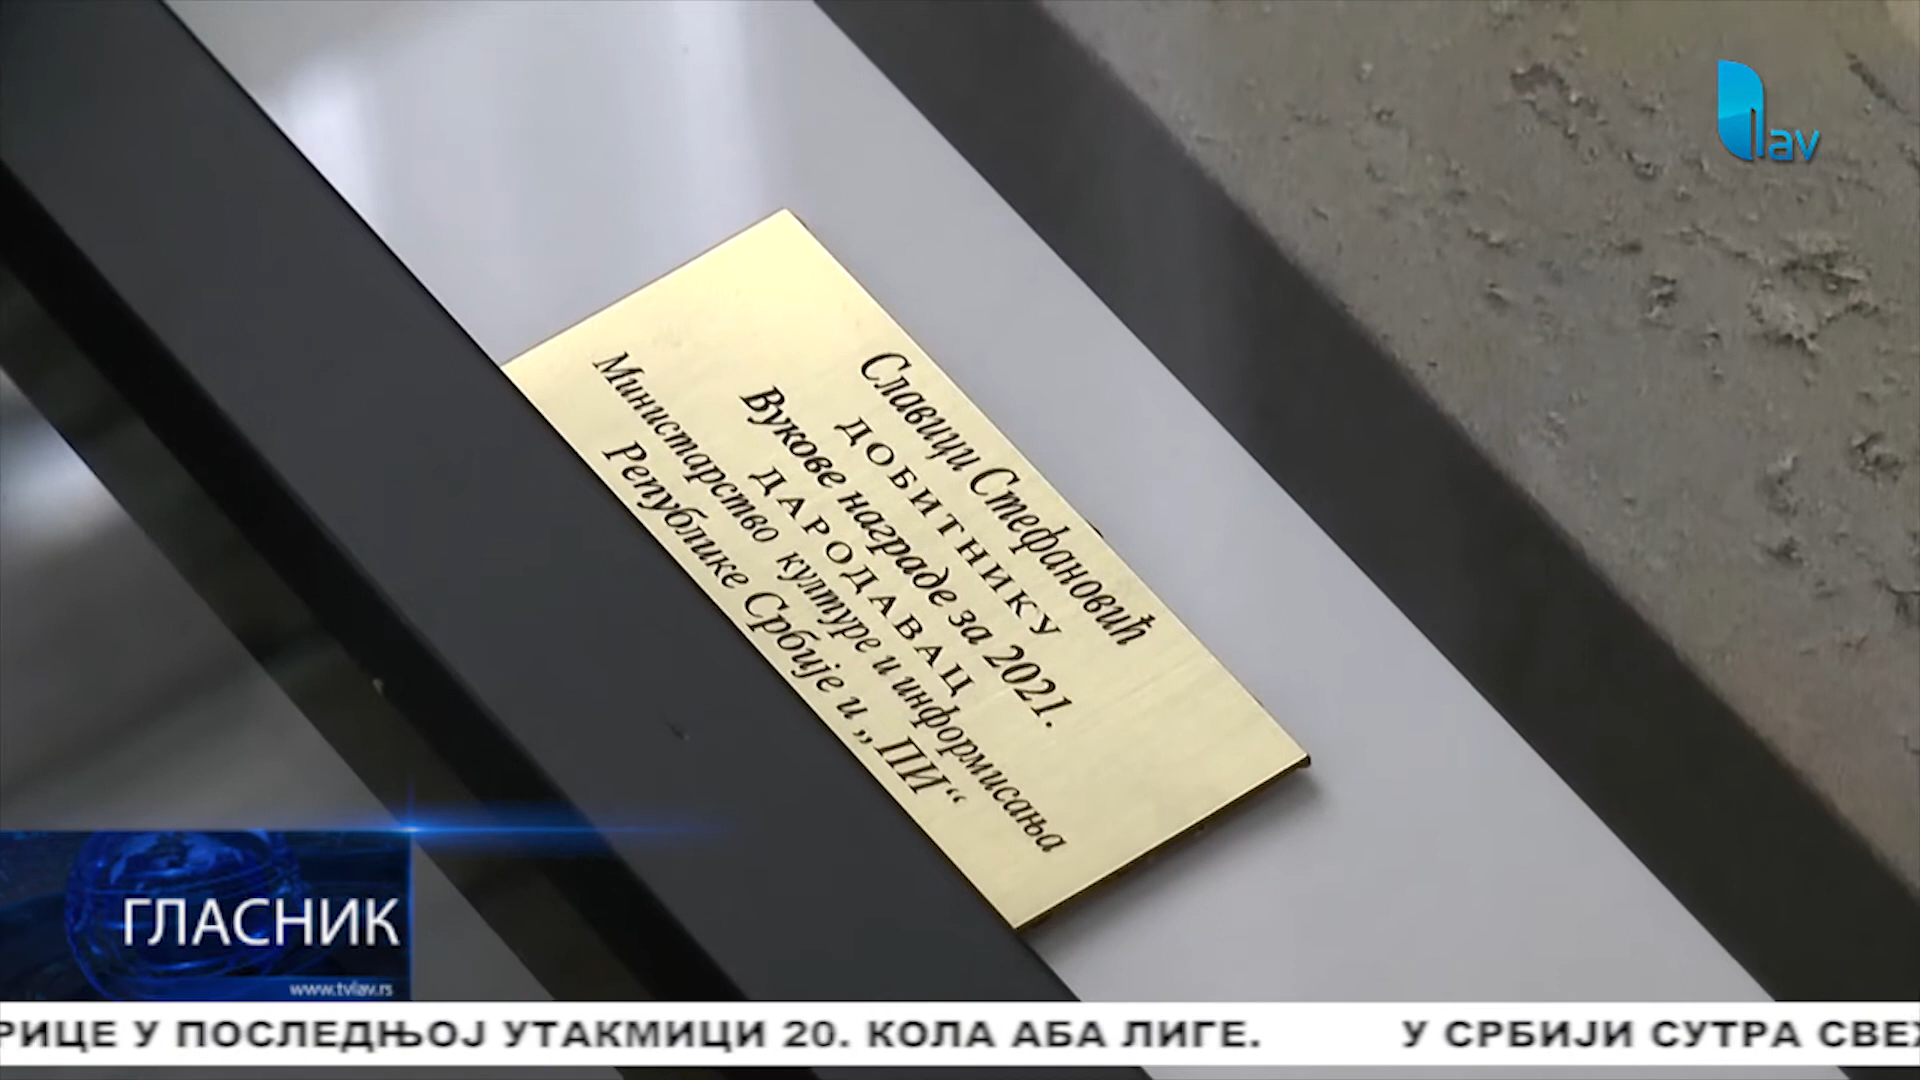 lav
Славици Стефановић
ДОБИТНИКУ
Вукове награде за 2021.
ДАРОДАВАЦ
Министарство културе и информисања
Републике Србије и „ПИ“
ГЛАСНИК
www.tvlav.rs
РИЦЕ У ПОСЛЕДЊОЈ УТАКМИЦИ 20. КОЛА АБА ЛИГЕ. У СРБИЈИ СУТРА СВЕЖ